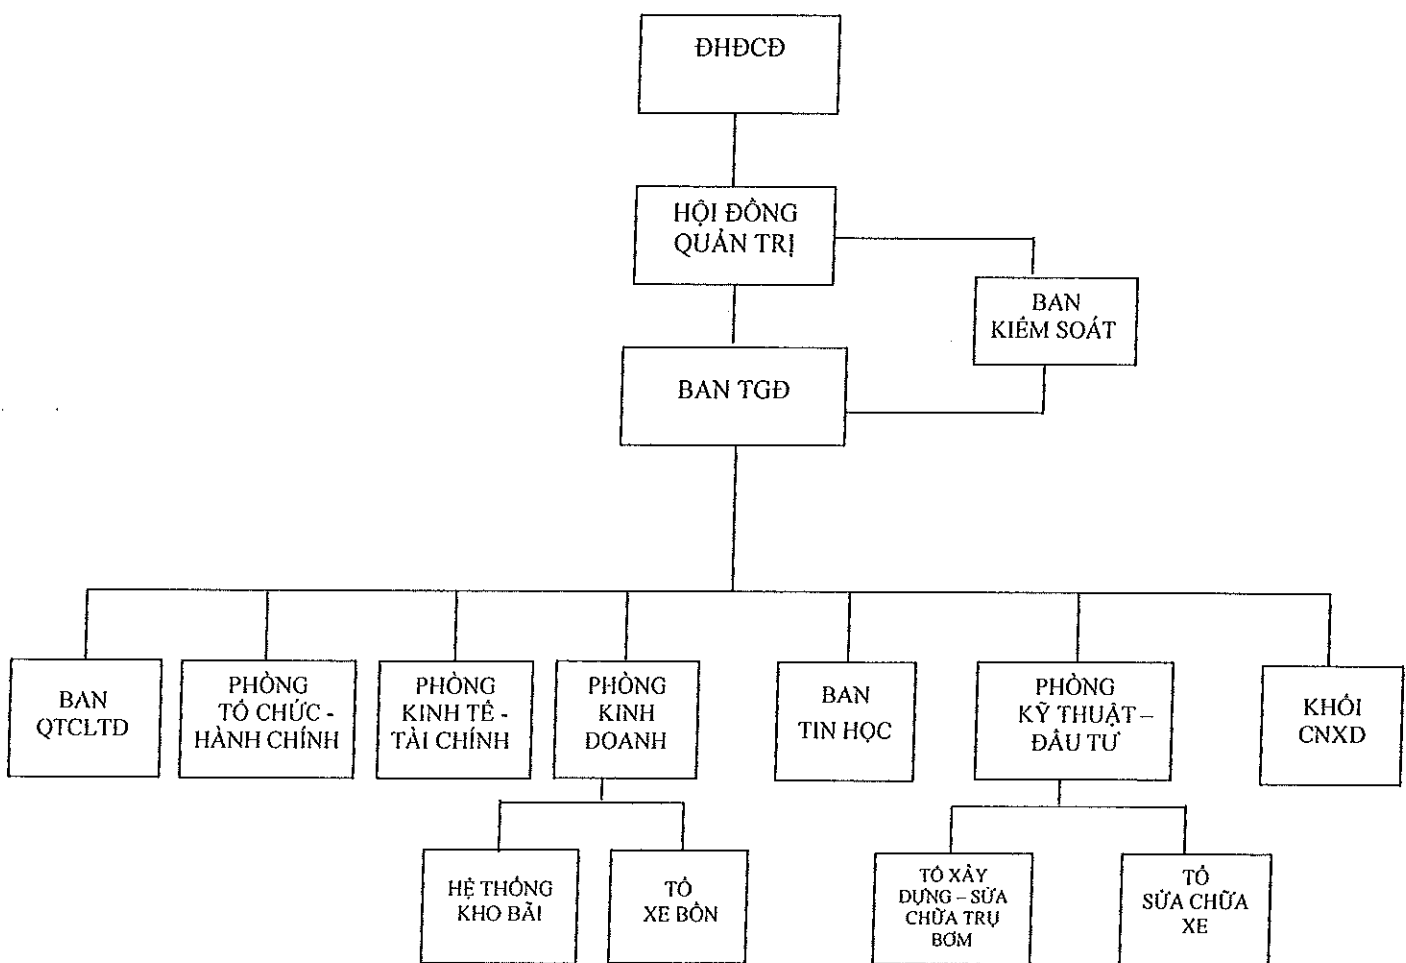 ĐHĐCĐ
HỘI ĐỒNG
QUẢN TRỊ
BAN
KIỂM SOÁT
BAN TGĐ
BAN
QTCLTD
PHÒNG
TỔ CHỨC -
HÀNH CHÍNH
PHÒNG
KINH TẾ -
TÀI CHÍNH
PHÒNG
KINH
DOANH
BAN
TIN HỌC
PHÒNG
KỸ THUẬT –
ĐẦU TƯ
KHỐI
CNXD
HỆ THỐNG
KHO BÃI
TỔ
XE BỒN
TỔ XÂY
DỰNG – SỬA
CHỮA TRỤ
BƠM
TỔ
SỬA CHỮA
XE